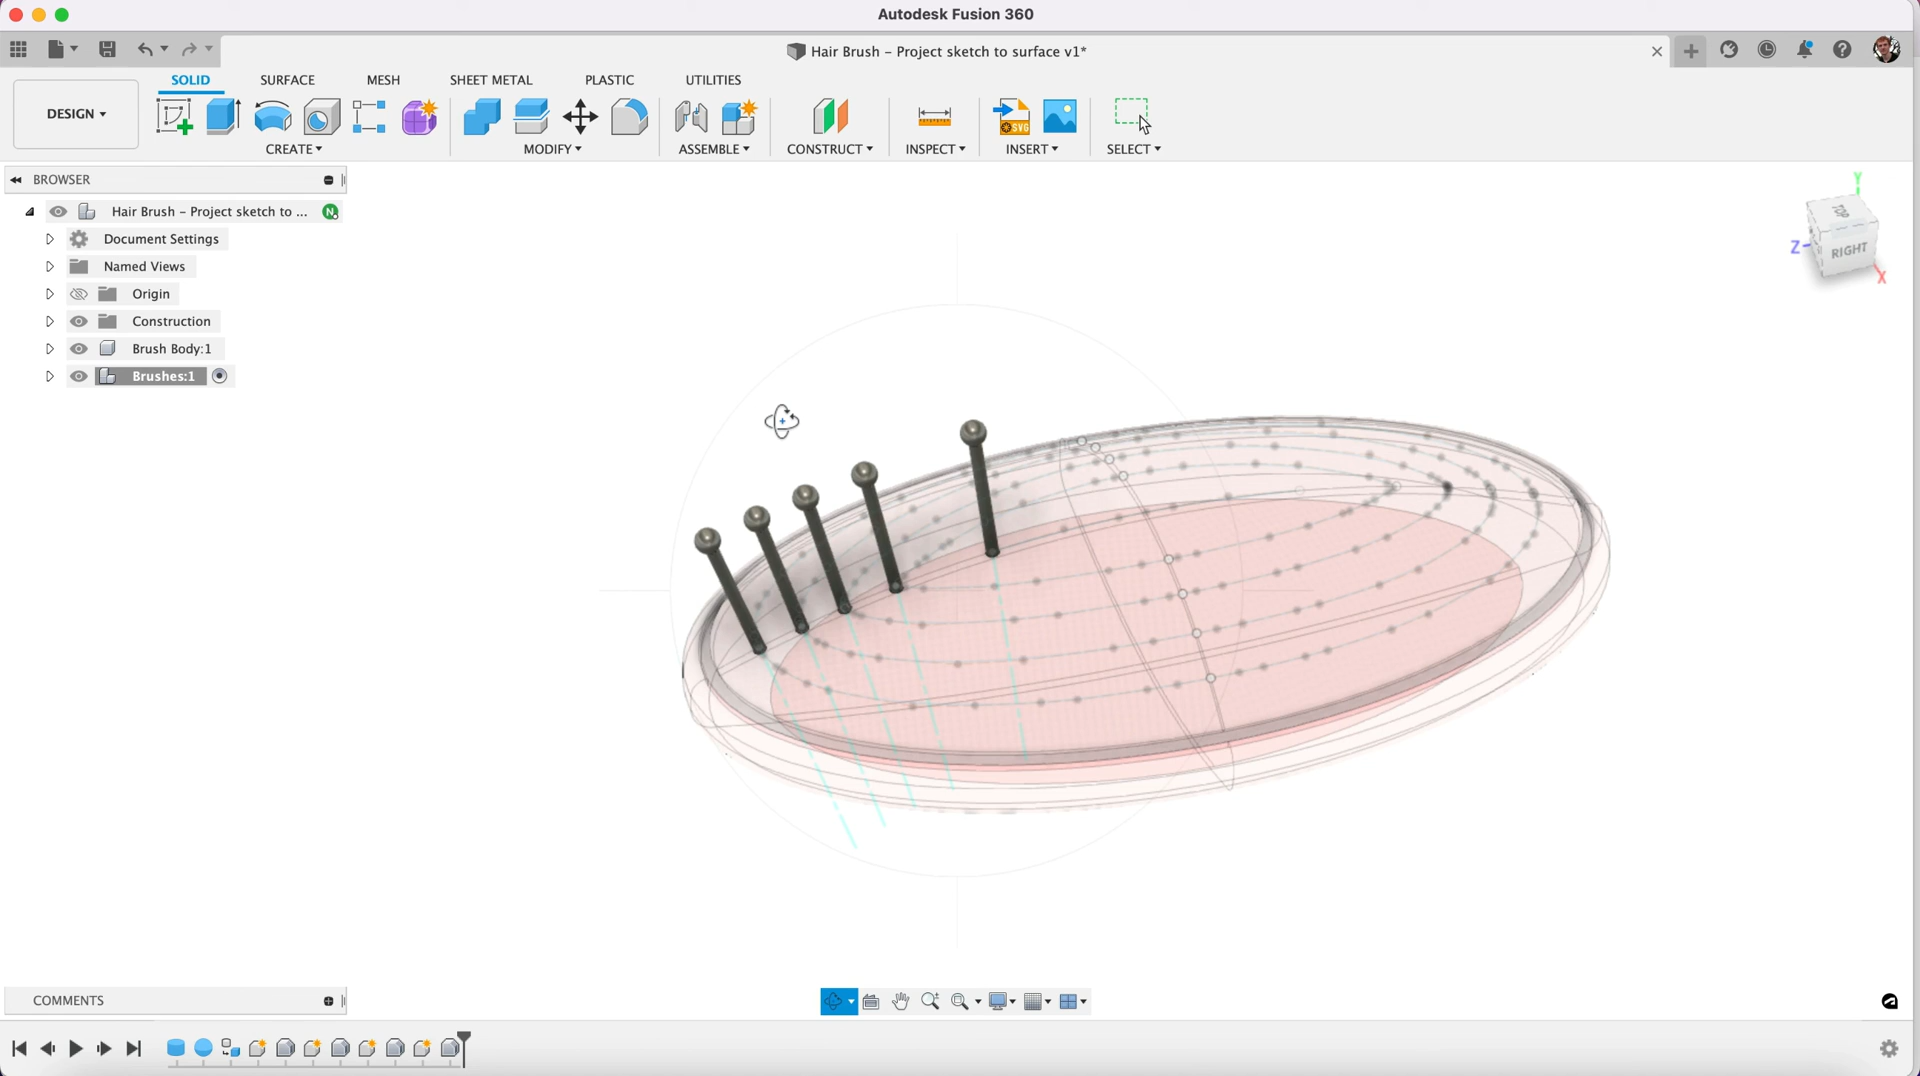 Autodesk Fusion 360
Hair Brush – Project sketch to surface v1*
DESIGN
SOLID SURFACE MESH SHEET METAL PLASTIC UTILITIES
SVG
CREATE MODIFY ASSEMBLE CONSTRUCT INSPECT INSERT SELECT
BROWSER
Hair Brush – Project sketch to ... N
Document Settings
Named Views
Origin
Construction
Brush Body:1
Brushes:1
Y
TOP
Z RIGHT
X
COMMENTS